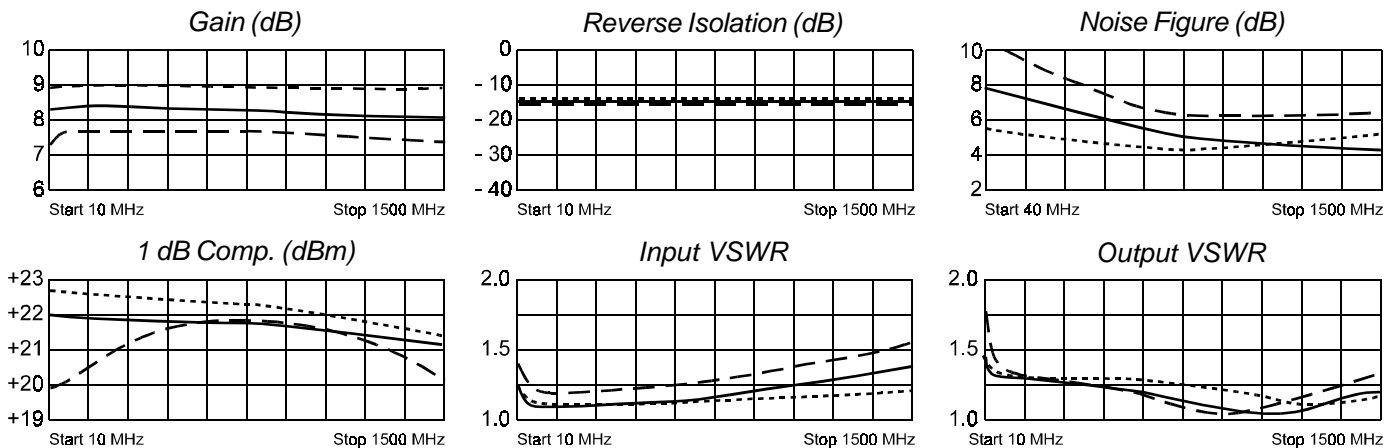 Gain (dB)
10
9
8
7
6
Start 10 MHz
Stop 1500 MHz
Reverse Isolation (dB)
0
- 10
- 20
- 30
- 40
Start 10 MHz
Stop 1500 MHz
Noise Figure (dB)
10
8
6
4
2
Start 40 MHz
Stop 1500 MHz
1 dB Comp. (dBm)
+23
+22
+21
+20
+19
Start 10 MHz
Stop 1500 MHz
Input VSWR
2.0
1.5
1.0
Start 10 MHz
Stop 1500 MHz
Output VSWR
2.0
1.5
1.0
Start 10 MHz
Stop 1500 MHz